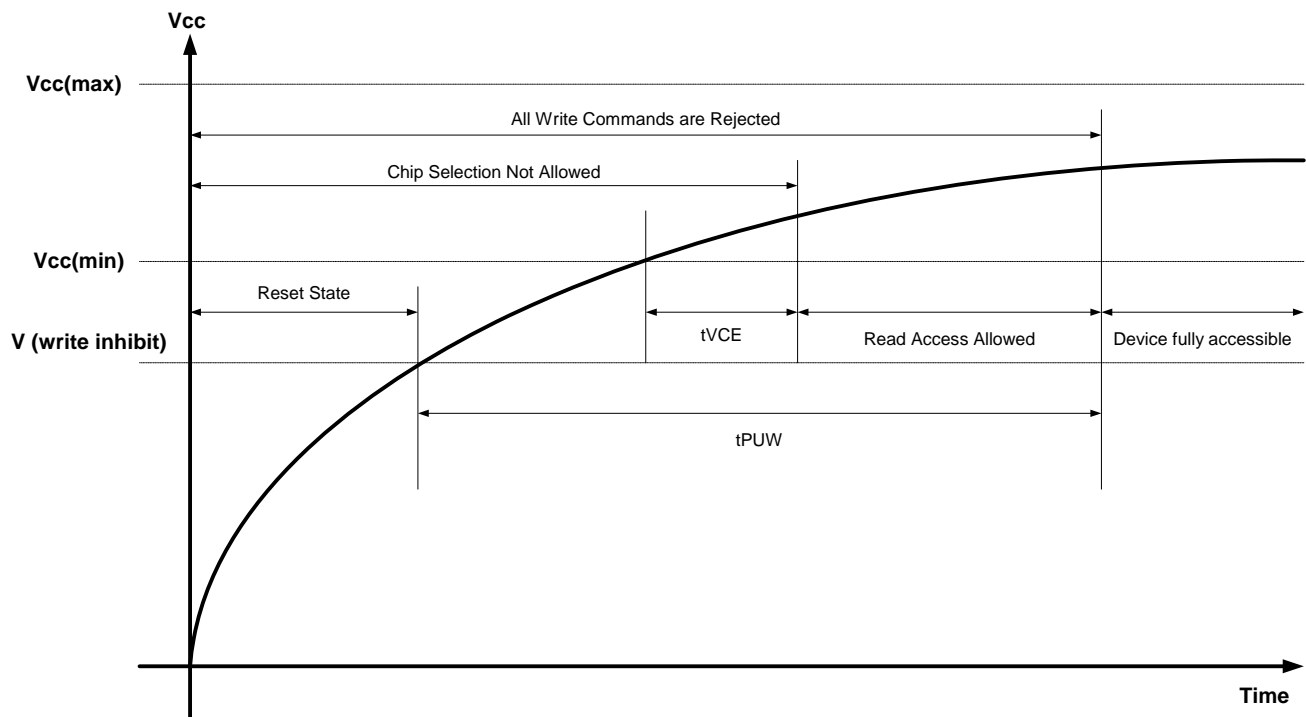 Vcc
Vcc(max)
All Write Commands are Rejected
Chip Selection Not Allowed
Vcc(min)
Reset State
V (write inhibit)
tVCE
Read Access Allowed
Device fully accessible
tPUW
Time